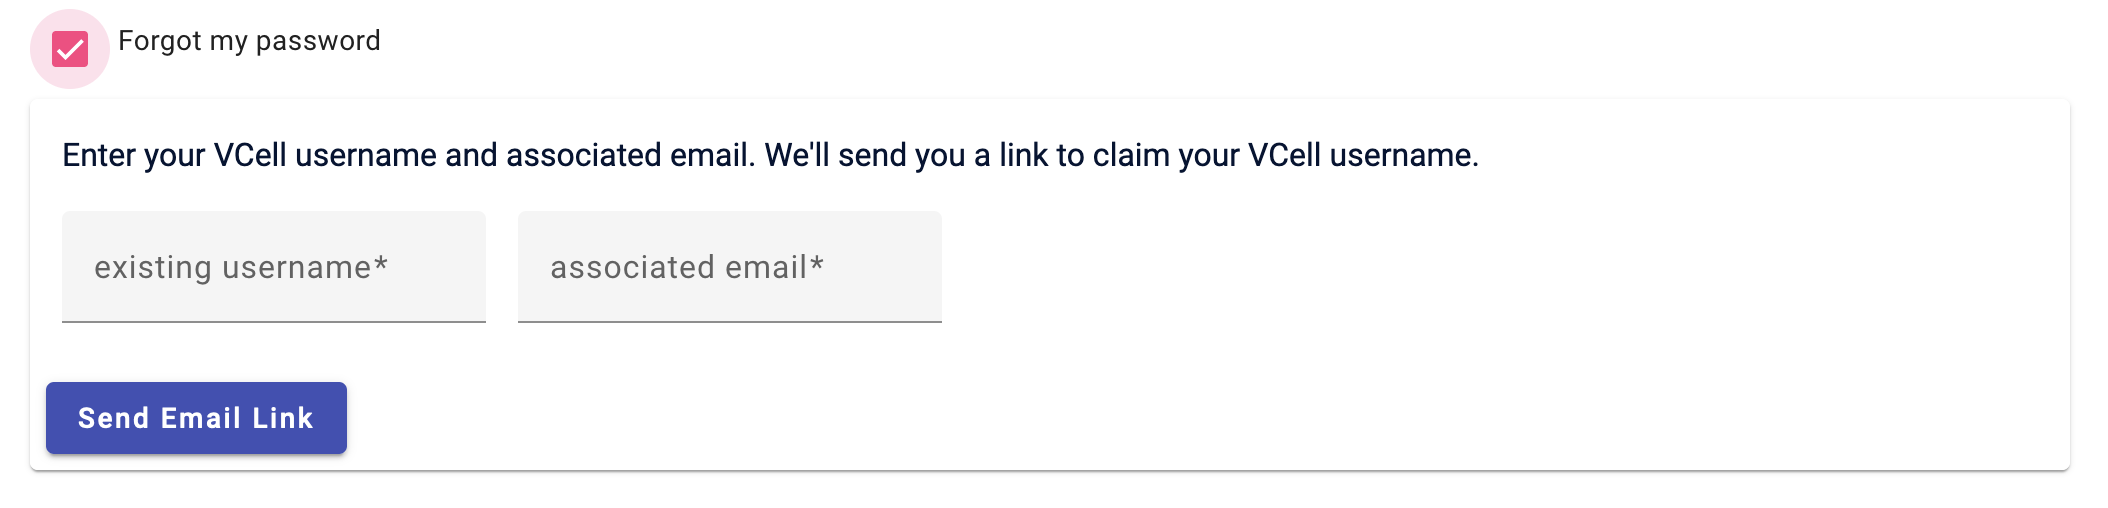 Forgot my password
Enter your VCell username and associated email. We'll send you a link to claim your VCell username.
existing username* associated email*
Send Email Link